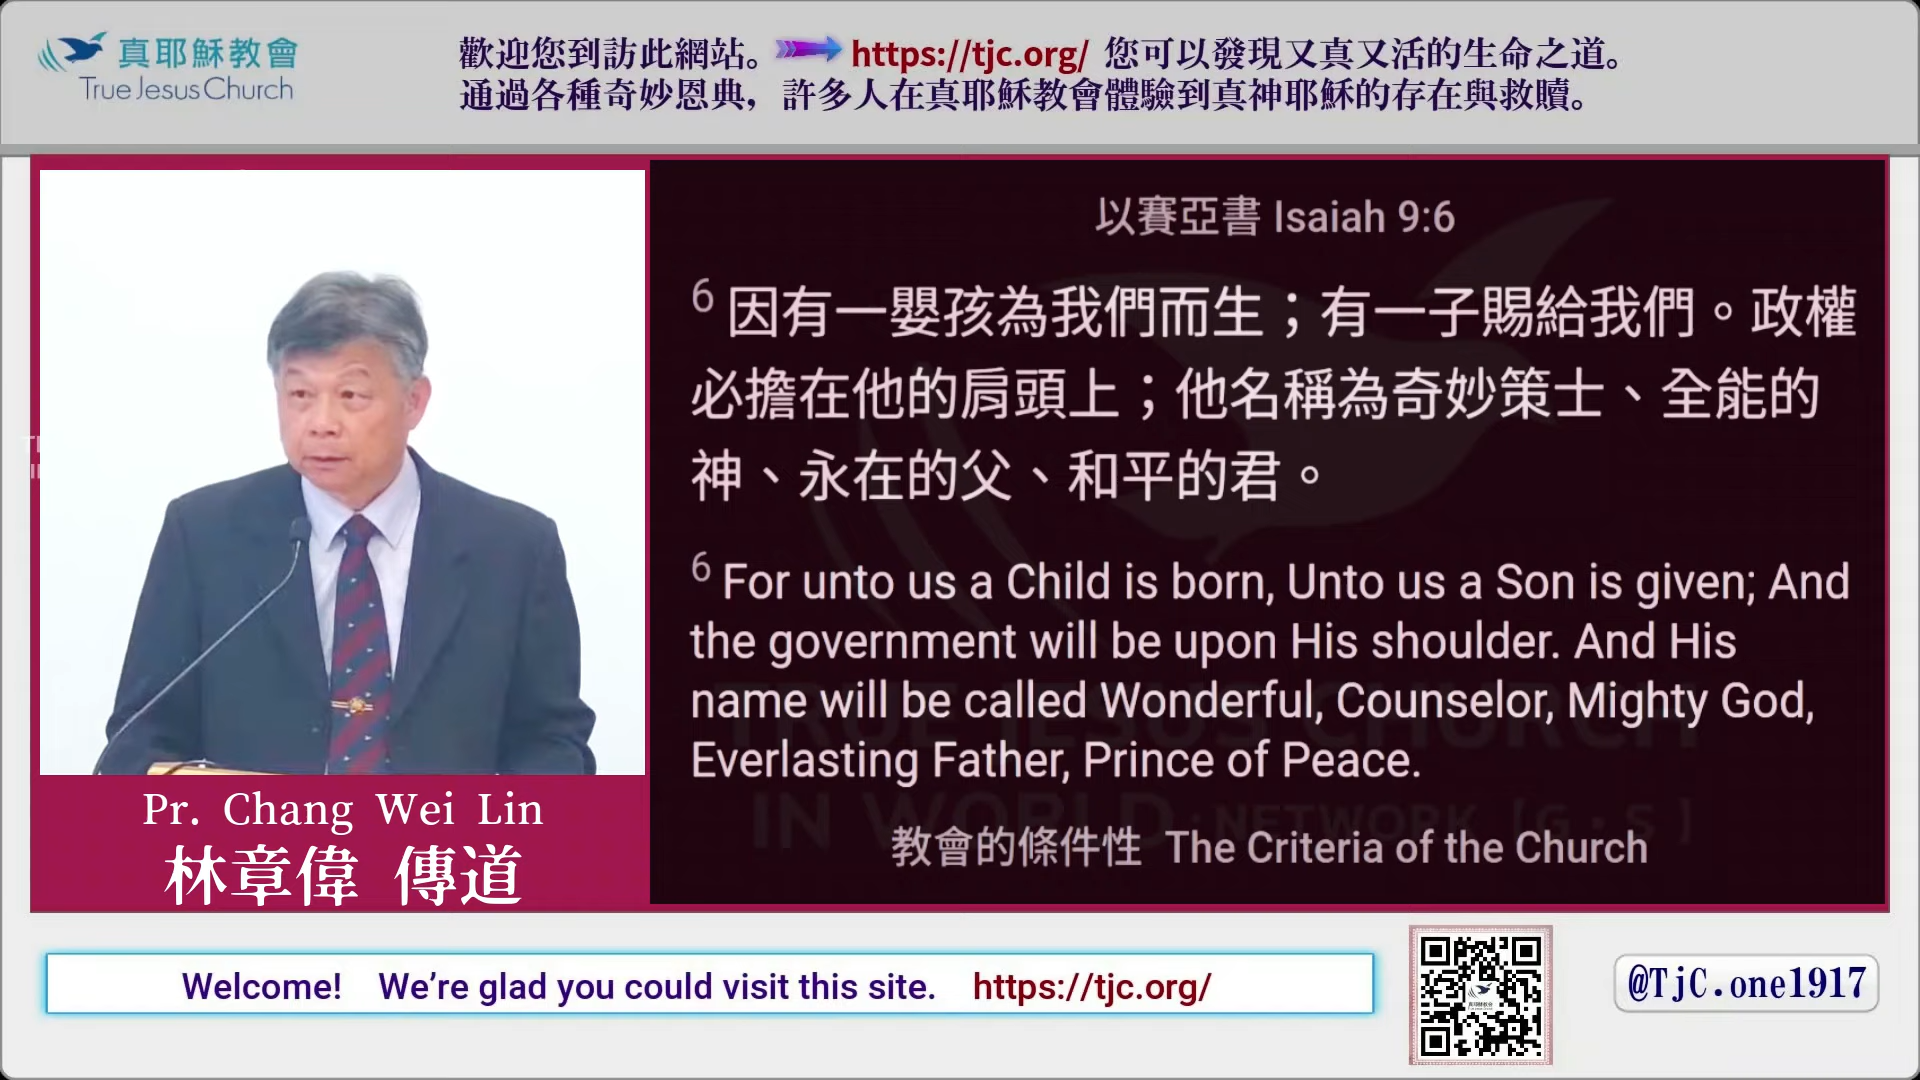 真耶穌教會
True Jesus Church
歡迎您到訪此網站。 https://tjc.org/ 您可以發現又真又活的生命之道。
通過各種奇妙恩典，許多人在真耶穌教會體驗到真神耶穌的存在與救贖。
以賽亞書 Isaiah 9:6
6 因有一嬰孩為我們而生；有一子賜給我們。政權
必擔在他的肩頭上；他名稱為奇妙策士、全能的
神、永在的父、和平的君。
6 For unto us a Child is born, Unto us a Son is given; And
the government will be upon His shoulder. And His
name will be called Wonderful, Counselor, Mighty God,
Everlasting Father, Prince of Peace.
TRUE JESUS CHURCH
IN WORLD · NETWORK [G · S]
教會的條件性 The Criteria of the Church
Pr. Chang Wei Lin
林章偉 傳道
Welcome! We’re glad you could visit this site. https://tjc.org/
@TjC.one1917